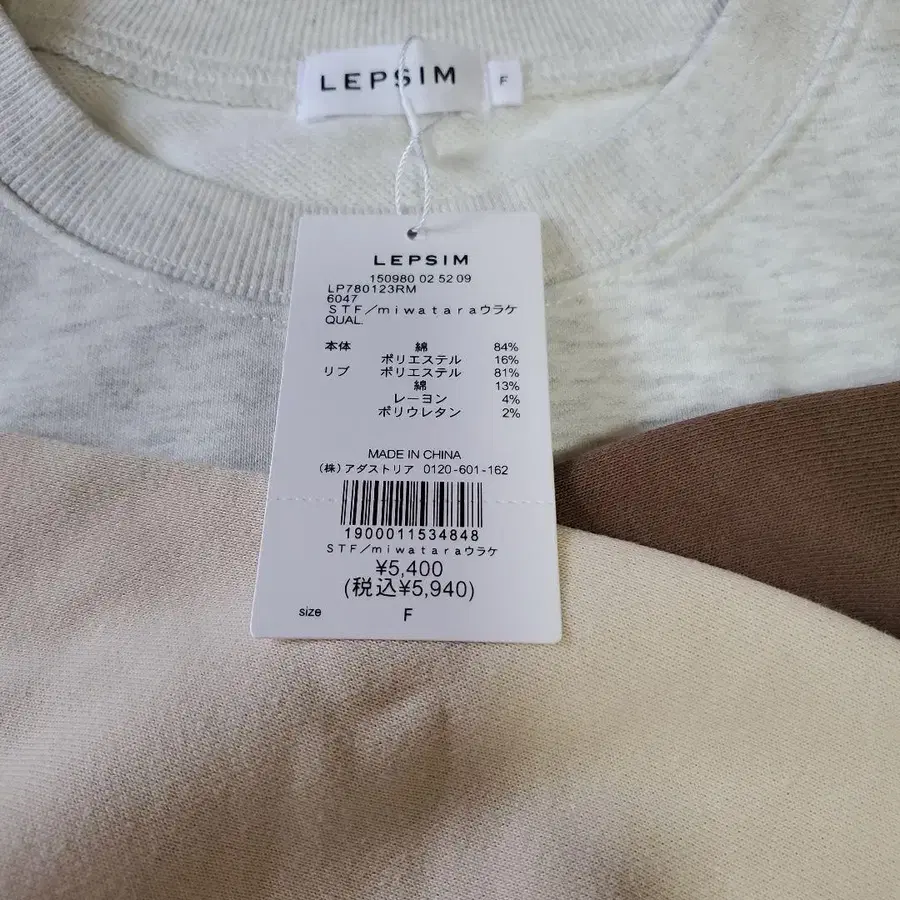 LEPSIM
F
LEPSIM
150980 02 52 09
LP780123RM
6047
STF/miwataraウラケ
QUAL.
本体 綿 84%
ポリエステル 16%
リブ ポリエステル 81%
綿 13%
レーヨン 4%
ポリウレタン 2%
MADE IN CHINA
(株)アダストリア 0120-601-162
1900011534848
STF/miwataraウラケ
¥5,400
(税込¥5,940)
size F